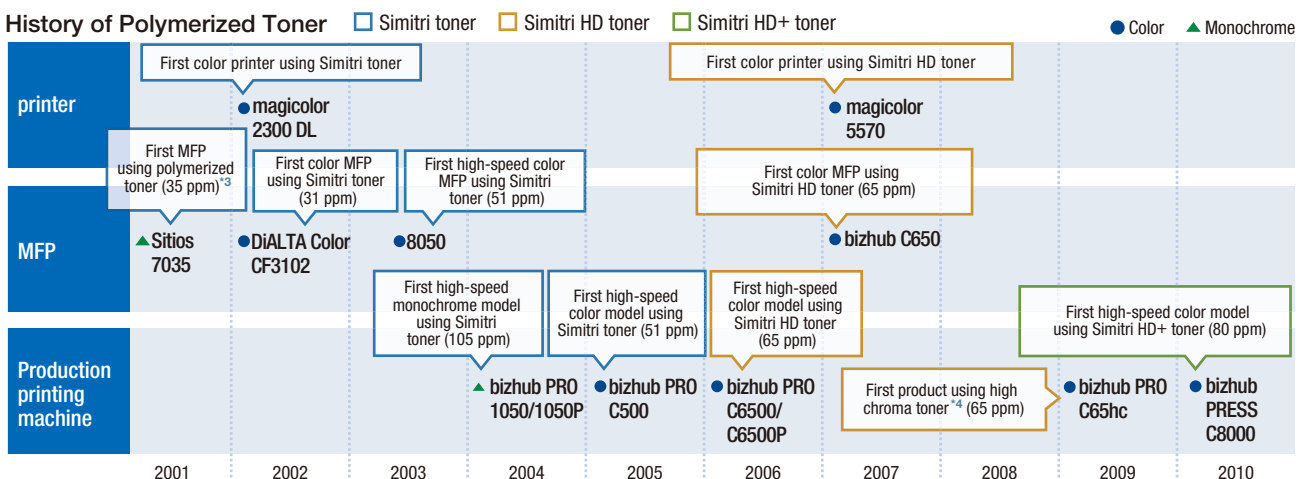 History of Polymerized Toner
Simitri toner
Simitri HD toner
Simitri HD+ toner
Color
Monochrome
printer
First color printer using Simitri toner
magicolor
2300 DL
First color printer using Simitri HD toner
magicolor
5570
MFP
First MFP
using polymerized
toner (35 ppm)*3
Sitios
7035
First color MFP
using Simitri toner
(31 ppm)
DiALTA Color
CF3102
First high-speed color
MFP using Simitri
toner (51 ppm)
8050
First color MFP using
Simitri HD toner (65 ppm)
bizhub C650
Production
printing
machine
First high-speed
monochrome model
using Simitri
toner (105 ppm)
bizhub PRO
1050/1050P
First high-speed
color model using
Simitri toner (51 ppm)
bizhub PRO
C500
First high-speed
color model using
Simitri HD toner
(65 ppm)
bizhub PRO
C6500/
C6500P
First product using high
chroma toner*4 (65 ppm)
bizhub PRO
C65hc
First high-speed color model
using Simitri HD+ toner (80 ppm)
bizhub
PRESS
C8000
2001
2002
2003
2004
2005
2006
2007
2008
2009
2010